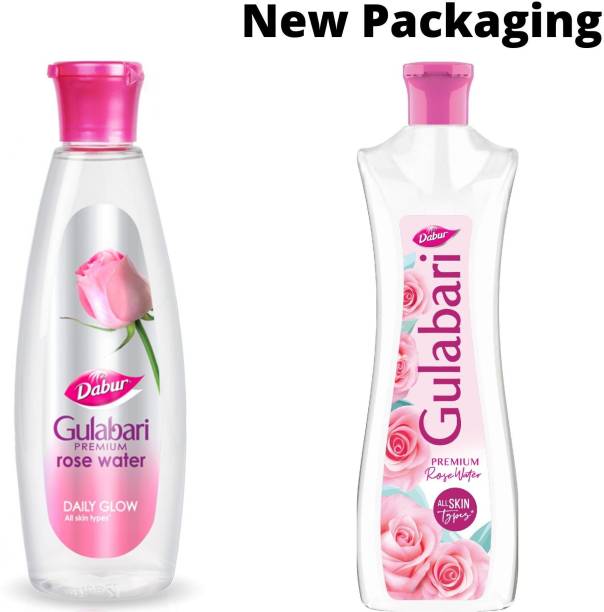 New Packaging
Dabur
Gulabari
PREMIUM
rose water
DAILY GLOW
All skin types*
Dabur
Gulabari
PREMIUM
Rose Water
ALL SKIN
types*